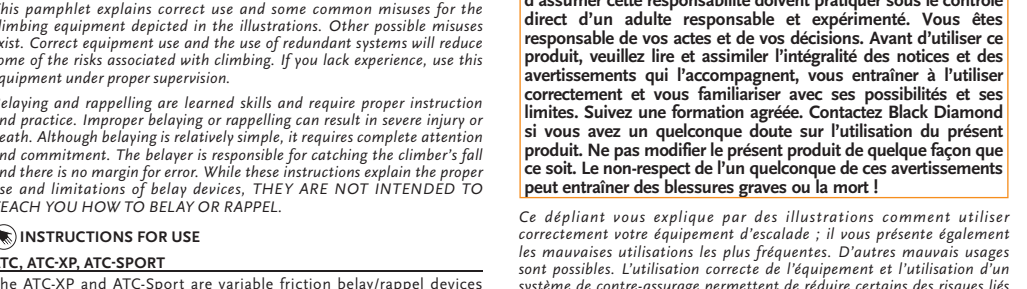 This pamphlet explains correct use and some common misuses for the
climbing equipment depicted in the illustrations. Other possible misuses
exist. Correct equipment use and the use of redundant systems will reduce
some of the risks associated with climbing. If you lack experience, use this
equipment under proper supervision.
Belaying and rappelling are learned skills and require proper instruction
and practice. Improper belaying or rappelling can result in severe injury or
death. Although belaying is relatively simple, it requires complete attention
and commitment. The belayer is responsible for catching the climber's fall
and there is no margin for error. While these instructions explain the proper
use and limitations of belay devices, THEY ARE NOT INTENDED TO
TEACH YOU HOW TO BELAY OR RAPPEL.
INSTRUCTIONS FOR USE
ATC, ATC-XP, ATC-SPORT
The ATC-XP and ATC-Sport are variable friction belay/rappel devices
d'assumer cette responsabilité doivent pratiquer sous le contrôle
direct d'un adulte responsable et expérimenté. Vous êtes
responsable de vos actes et de vos décisions. Avant d'utiliser ce
produit, veuillez lire et assimiler l'intégralité des notices et des
avertissements qui l'accompagnent, vous entraîner à l'utiliser
correctement et vous familiariser avec ses possibilités et ses
limites. Suivez une formation agréée. Contactez Black Diamond
si vous avez un quelconque doute sur l'utilisation du présent
produit. Ne pas modifier le présent produit de quelque façon que
ce soit. Le non-respect de l'un quelconque de ces avertissements
peut entraîner des blessures graves ou la mort !
Ce dépliant vous explique par des illustrations comment utiliser
correctement votre équipement d'escalade ; il vous présente également
les mauvaises utilisations les plus fréquentes. D'autres mauvais usages
sont possibles. L'utilisation correcte de l'équipement et l'utilisation d'un
système de contre-assurage permettent de réduire certains des risques liés